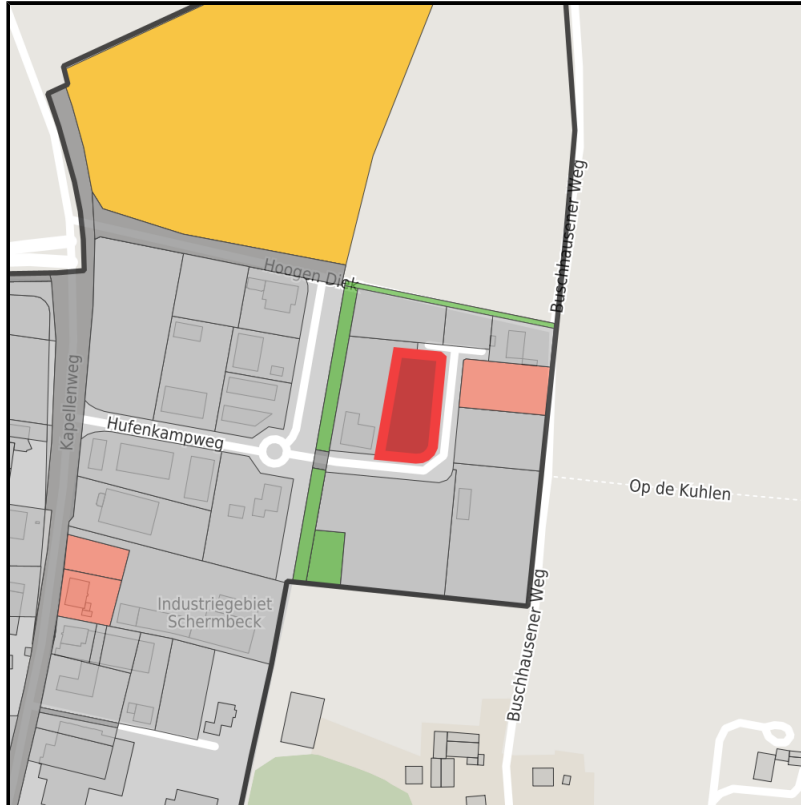 Buschhausener Weg
Hoogen Diek
Kapellenweg
Hufenkampweg
Op de Kuhlen
Industriegebiet
Schermbeck
Buschhausener Weg